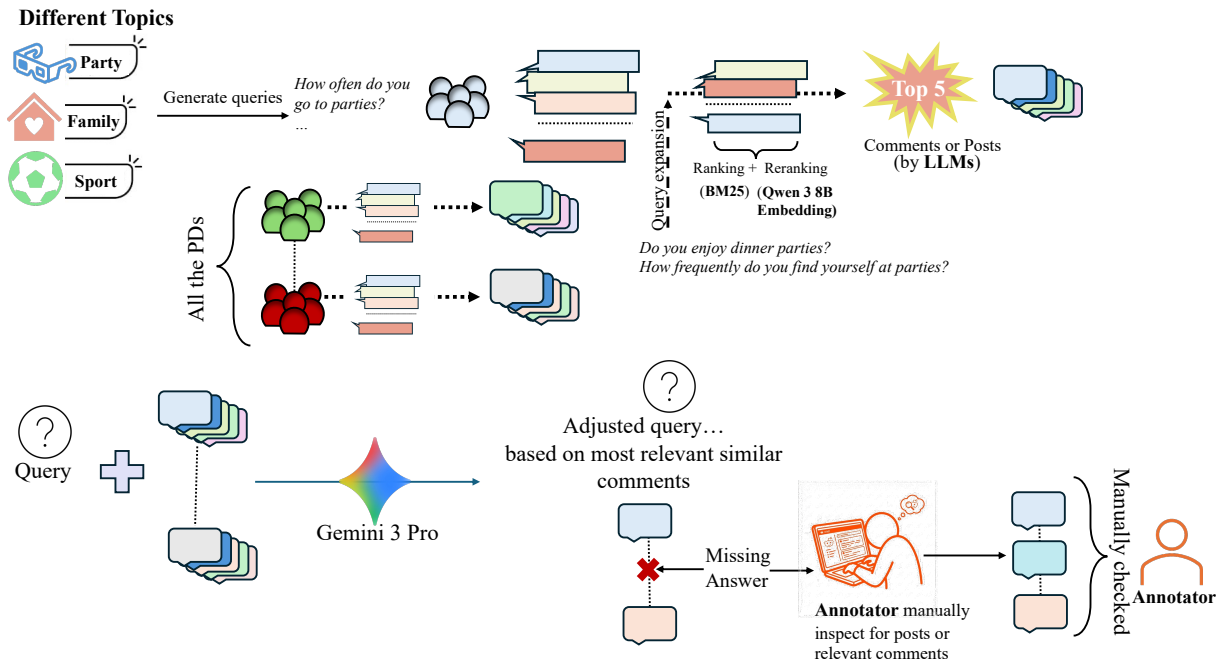 Different Topics
Party
Family
Sport
Generate queries
How often do you
go to parties?
...
Query expansion
Ranking + Reranking
(BM25) (Qwen 3 8B
Embedding)
Top 5
Comments or Posts
(by LLMs)
Do you enjoy dinner parties?
How frequently do you find yourself at parties?
All the PDs
?
Query
Gemini 3 Pro
?
Adjusted query…
based on most relevant similar
comments
Missing
Answer
Annotator manually
inspect for posts or
relevant comments
Manually checked
Annotator